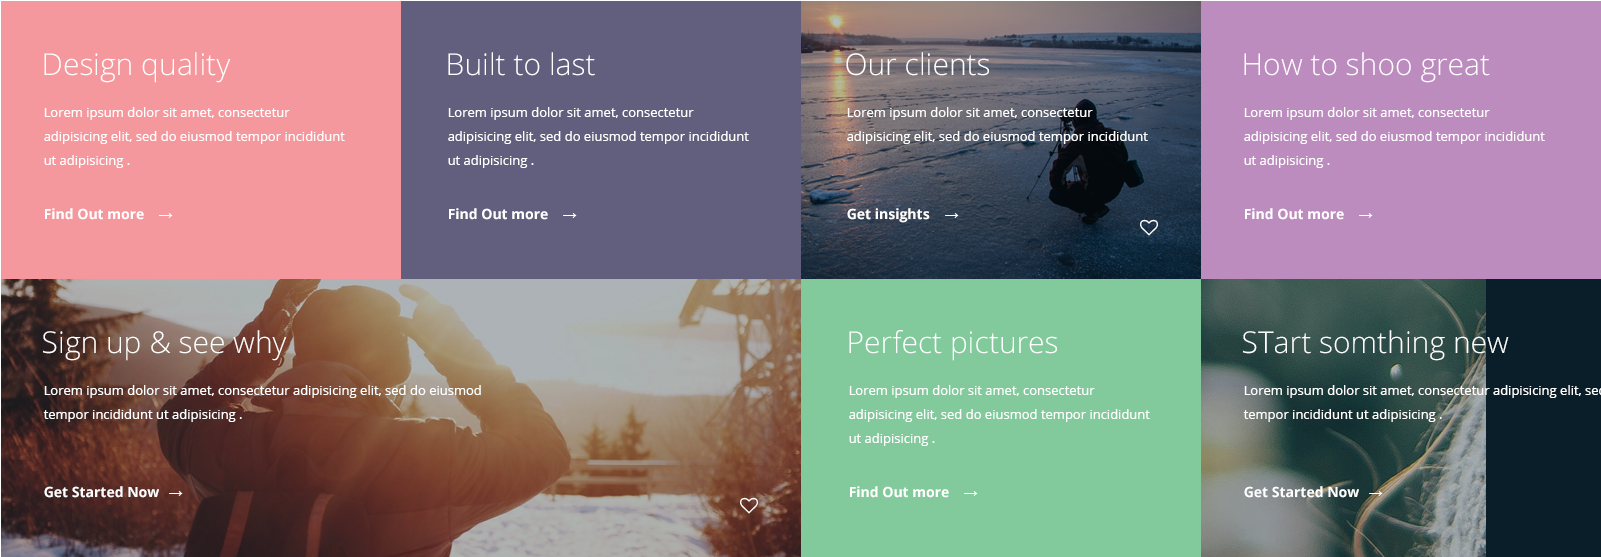 Design quality
Lorem ipsum dolor sit amet, consectetur
adipisicing elit, sed do eiusmod tempor incididunt
ut adipisicing .
Find Out more →
Built to last
Lorem ipsum dolor sit amet, consectetur
adipisicing elit, sed do eiusmod tempor incididunt
ut adipisicing .
Find Out more →
Our clients
Lorem ipsum dolor sit amet, consectetur
adipisicing elit, sed do eiusmod tempor incididunt
Get insights →
How to shoo great
Lorem ipsum dolor sit amet, consectetur
adipisicing elit, sed do eiusmod tempor incididunt
ut adipisicing .
Find Out more →
Sign up & see why
Lorem ipsum dolor sit amet, consectetur adipisicing elit, sed do eiusmod
tempor incididunt ut adipisicing .
Get Started Now →
Perfect pictures
Lorem ipsum dolor sit amet, consectetur
adipisicing elit, sed do eiusmod tempor incididunt
ut adipisicing .
Find Out more →
STart somthing new
Lorem ipsum dolor sit amet, consectetur adipisicing elit,
tempor incididunt ut adipisicing .
Get Started Now →